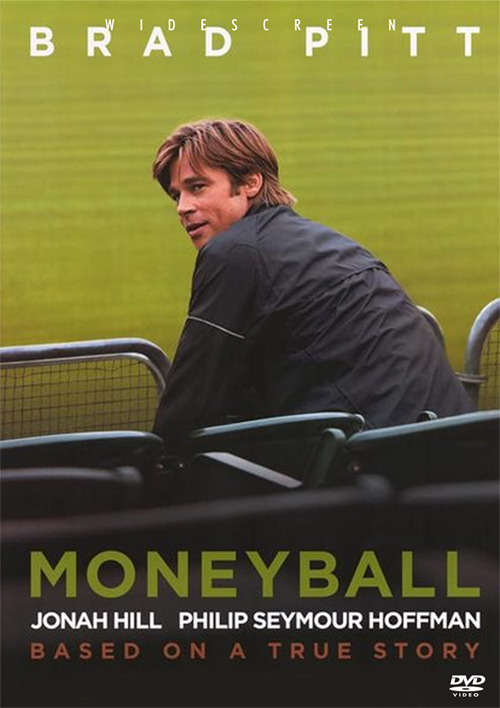 WIDESCREEN
BRAD PITT
MONEYBALL
JONAH HILL PHILIP SEYMOUR HOFFMAN
BASED ON A TRUE STORY
DVD
VIDEO